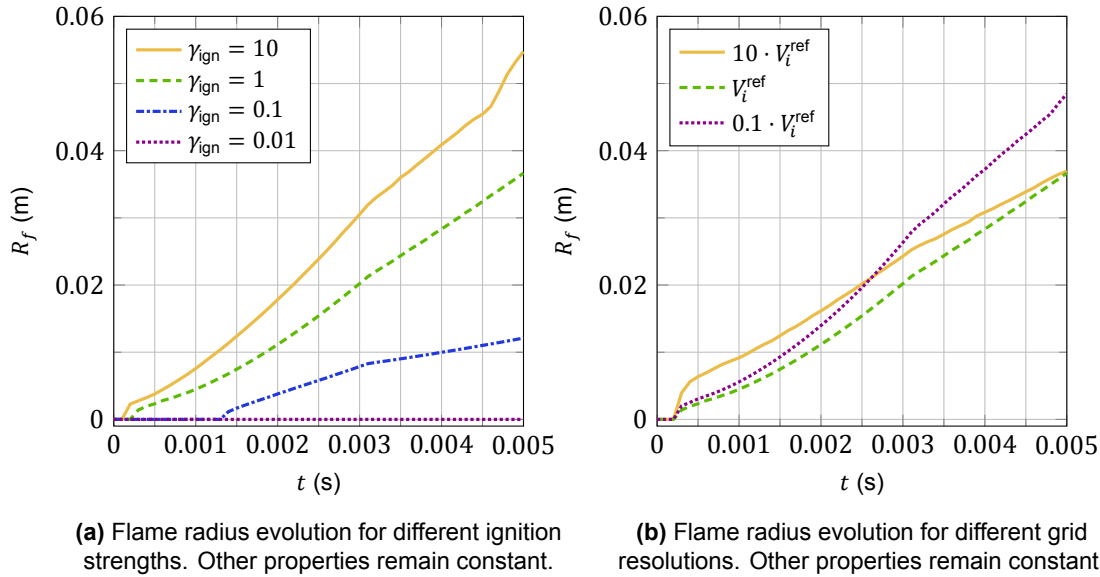 0.06
0.04
0.02
0
R_f (m)
γ_ign = 10
γ_ign = 1
γ_ign = 0.1
γ_ign = 0.01
0 0.001 0.002 0.003 0.004 0.005
t (s)
(a) Flame radius evolution for different ignition
strengths. Other properties remain constant.
0.06
0.04
0.02
0
R_f (m)
10 · V_i^ref
V_i^ref
0.1 · V_i^ref
0 0.001 0.002 0.003 0.004 0.005
t (s)
(b) Flame radius evolution for different grid
resolutions. Other properties remain constant